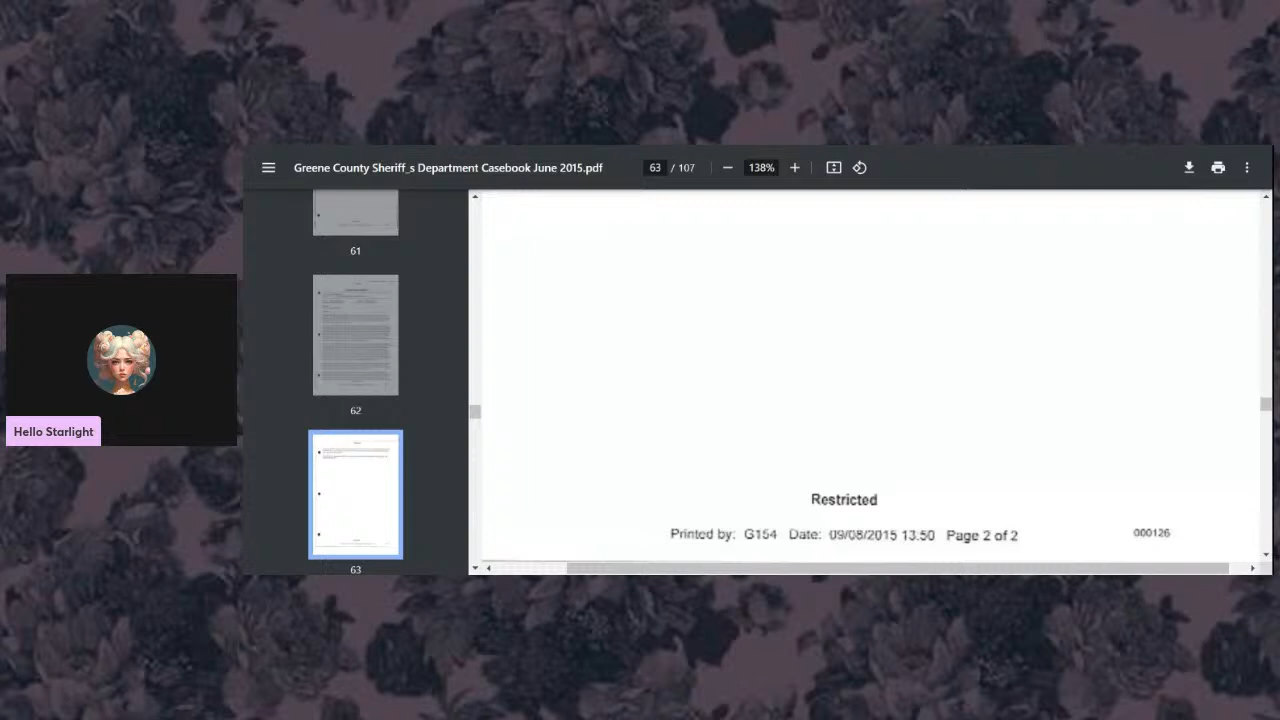 Greene County Sheriff_s Department Casebook June 2015.pdf
63 / 107
138%
61
62
63
Hello Starlight
Restricted
Printed by: G154 Date: 09/08/2015 13:50 Page 2 of 2
000126